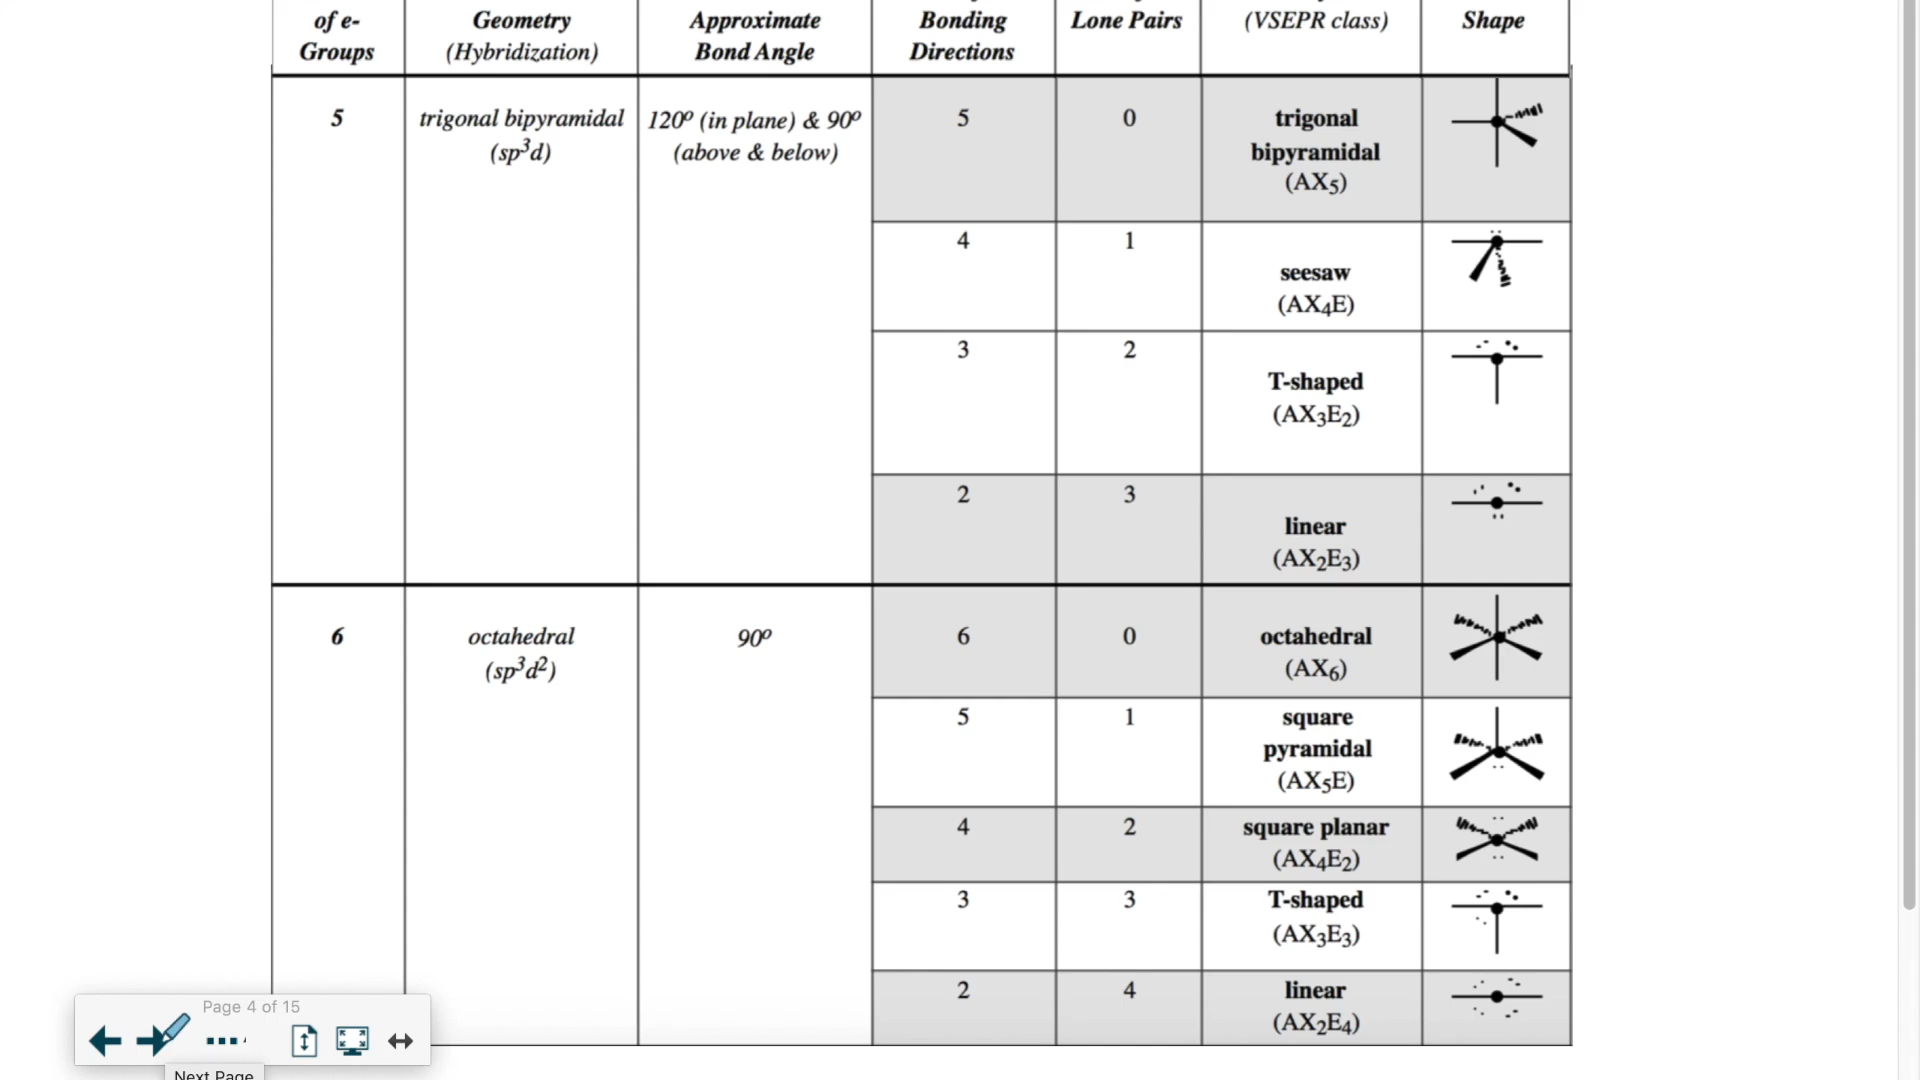 of e- Geometry Approximate Bonding Lone Pairs (VSEPR class) Shape
Groups (Hybridization) Bond Angle Directions
5 trigonal bipyramidal 120º (in plane) & 90º 5 0 trigonal
(sp³d) (above & below) bipyramidal
(AX₅)
4 1
seesaw
(AX₄E)
3 2
T-shaped
(AX₃E₂)
2 3
linear
(AX₂E₃)
6 octahedral 90º 6 0 octahedral
(sp³d²) (AX₆)
5 1 square
pyramidal
(AX₅E)
4 2 square planar
(AX₄E₂)
3 3 T-shaped
(AX₃E₃)
2 4 linear
(AX₂E₄)
Page 4 of 15
Next Page